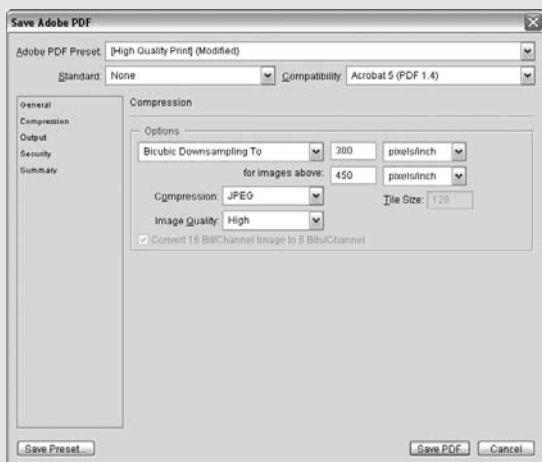 Save Adobe PDF
Adobe PDF Preset: [High Quality Print] (Modified)
Standard: None Compatibility: Acrobat 5 (PDF 1.4)
General
Compression
Output
Security
Summary
Compression
Options
Bicubic Downsampling To 300 pixels/inch
for images above: 450 pixels/inch
Compression: JPEG Tile Size: 128
Image Quality: High
Convert 16 Bit/Channel Image to 8 Bits/Channel
Save Preset... Save PDF Cancel